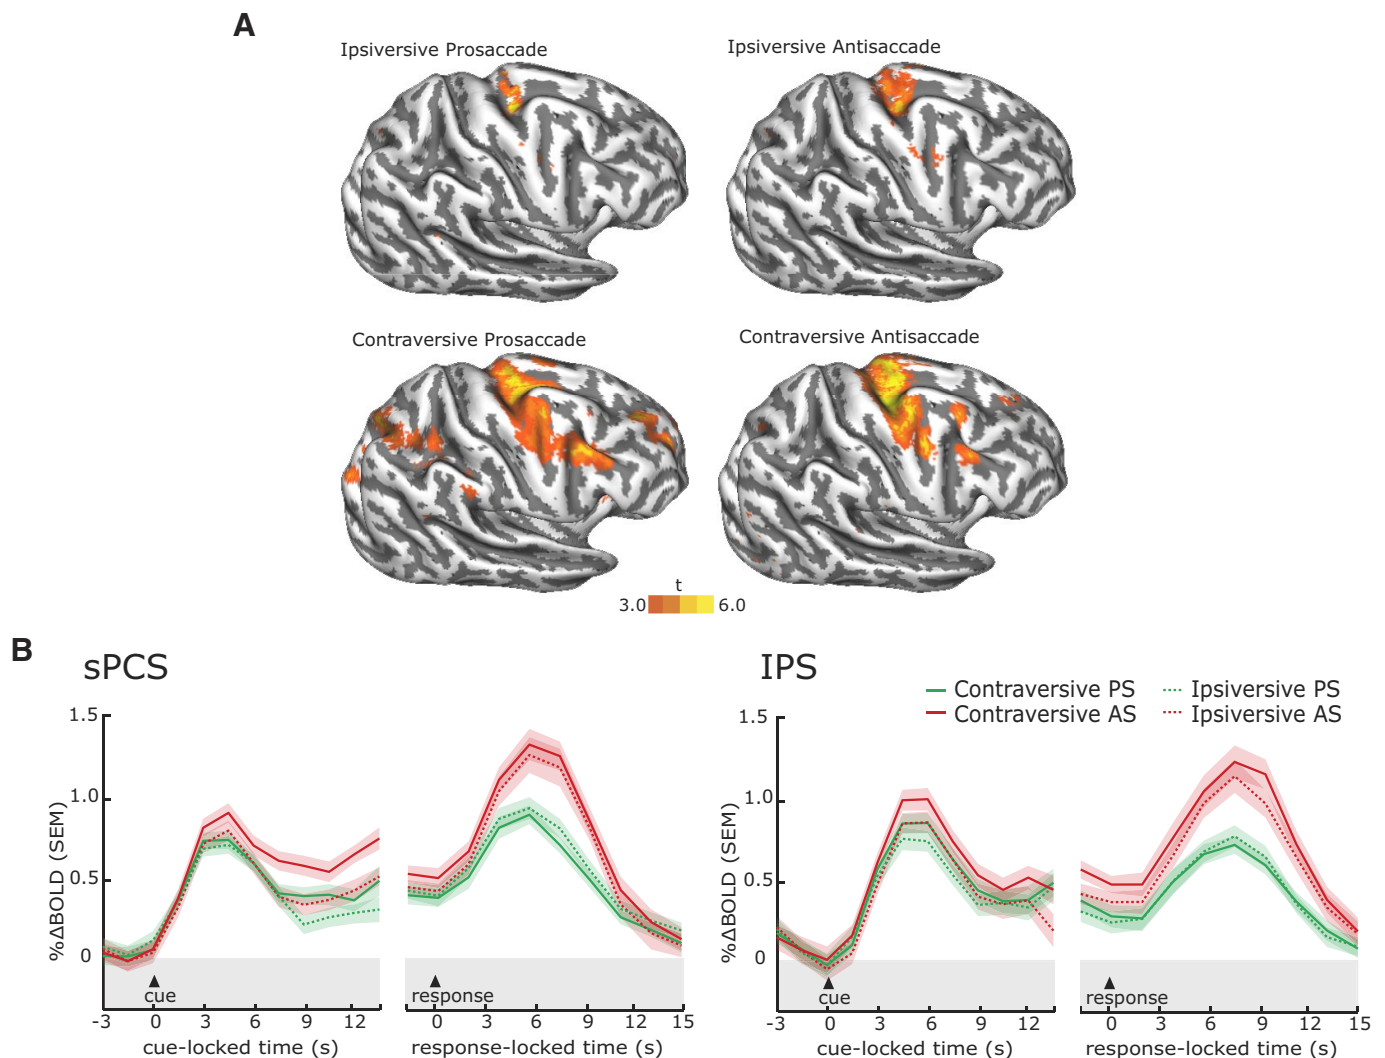 A
Ipsiversive Prosaccade
Ipsiversive Antisaccade
Contraversive Prosaccade
Contraversive Antisaccade
t
3.0
6.0
B
sPCS
IPS
Contraversive PS
Ipsiversive PS
Contraversive AS
Ipsiversive AS
%ΔBOLD (SEM)
1.5
1.0
0.5
0
cue
response
-3 0 3 6 9 12
0 3 6 9 12 15
cue-locked time (s)
response-locked time (s)
%ΔBOLD (SEM)
1.5
1.0
0.5
0
cue
response
-3 0 3 6 9 12
0 3 6 9 12 15
cue-locked time (s)
response-locked time (s)